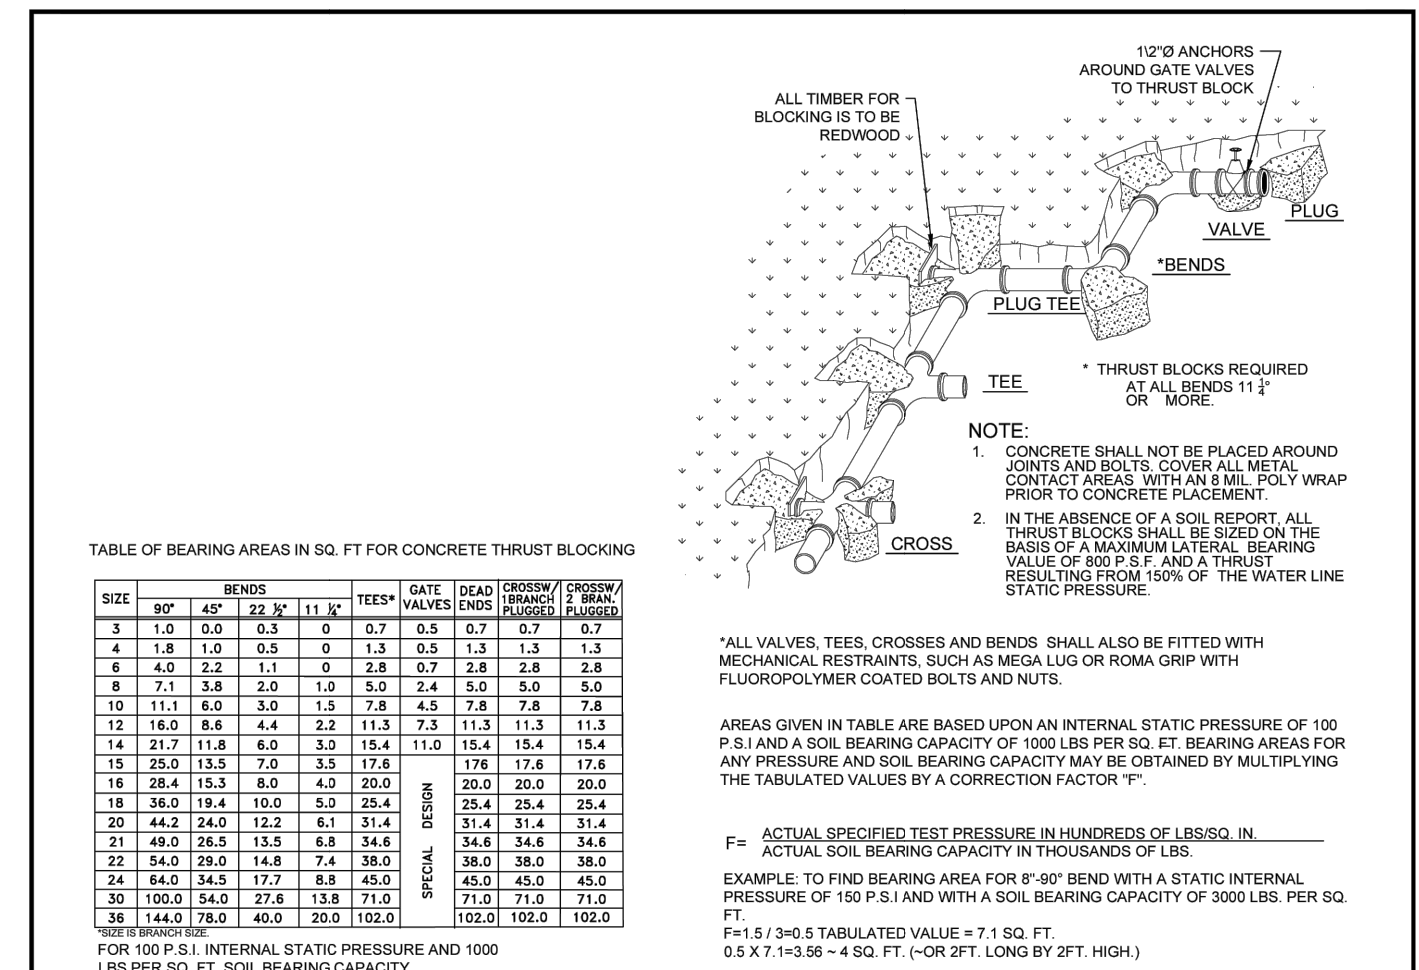 1\2"Ø ANCHORS
AROUND GATE VALVES
TO THRUST BLOCK
ALL TIMBER FOR
BLOCKING IS TO BE
REDWOOD
PLUG
VALVE
*BENDS
PLUG TEE
TEE
CROSS
* THRUST BLOCKS REQUIRED
AT ALL BENDS 11 1/4°
OR MORE.
NOTE:
1. CONCRETE SHALL NOT BE PLACED AROUND
JOINTS AND BOLTS. COVER ALL METAL
CONTACT AREAS WITH AN 8 MIL. POLY WRAP
PRIOR TO CONCRETE PLACEMENT.
2. IN THE ABSENCE OF A SOIL REPORT, ALL
THRUST BLOCKS SHALL BE SIZED ON THE
BASIS OF A MAXIMUM LATERAL BEARING
VALUE OF 800 P.S.F. AND A THRUST
RESULTING FROM 150% OF THE WATER LINE
STATIC PRESSURE.
TABLE OF BEARING AREAS IN SQ. FT FOR CONCRETE THRUST BLOCKING
SIZE BENDS TEES* GATE VALVES DEAD ENDS CROSSW/ 1BRANCH PLUGGED CROSSW/ 2 BRAN. PLUGGED
90° 45° 22 ½° 11 ¼°
3 1.0 0.0 0.3 0 0.7 0.5 0.7 0.7 0.7
4 1.8 1.0 0.5 0 1.3 0.5 1.3 1.3 1.3
6 4.0 2.2 1.1 0 2.8 0.7 2.8 2.8 2.8
8 7.1 3.8 2.0 1.0 5.0 2.4 5.0 5.0 5.0
10 11.1 6.0 3.0 1.5 7.8 4.5 7.8 7.8 7.8
12 16.0 8.6 4.4 2.2 11.3 7.3 11.3 11.3 11.3
14 21.7 11.8 6.0 3.0 15.4 11.0 15.4 15.4 15.4
15 25.0 13.5 7.0 3.5 17.6 176 17.6 17.6
16 28.4 15.3 8.0 4.0 20.0 20.0 20.0 20.0
18 36.0 19.4 10.0 5.0 25.4 25.4 25.4 25.4
20 44.2 24.0 12.2 6.1 31.4 31.4 31.4 31.4
21 49.0 26.5 13.5 6.8 34.6 34.6 34.6 34.6
22 54.0 29.0 14.8 7.4 38.0 38.0 38.0 38.0
24 64.0 34.5 17.7 8.8 45.0 45.0 45.0 45.0
30 100.0 54.0 27.6 13.8 71.0 71.0 71.0 71.0
36 144.0 78.0 40.0 20.0 102.0 102.0 102.0 102.0
SPECIAL DESIGN
*SIZE IS BRANCH SIZE.
FOR 100 P.S.I. INTERNAL STATIC PRESSURE AND 1000
LBS PER SQ. FT. SOIL BEARING CAPACITY
*ALL VALVES, TEES, CROSSES AND BENDS SHALL ALSO BE FITTED WITH
MECHANICAL RESTRAINTS, SUCH AS MEGA LUG OR ROMA GRIP WITH
FLUOROPOLYMER COATED BOLTS AND NUTS.
AREAS GIVEN IN TABLE ARE BASED UPON AN INTERNAL STATIC PRESSURE OF 100
P.S.I AND A SOIL BEARING CAPACITY OF 1000 LBS PER SQ. FT. BEARING AREAS FOR
ANY PRESSURE AND SOIL BEARING CAPACITY MAY BE OBTAINED BY MULTIPLYING
THE TABULATED VALUES BY A CORRECTION FACTOR "F".
F= ACTUAL SPECIFIED TEST PRESSURE IN HUNDREDS OF LBS/SQ. IN.
ACTUAL SOIL BEARING CAPACITY IN THOUSANDS OF LBS.
EXAMPLE: TO FIND BEARING AREA FOR 8"-90° BEND WITH A STATIC INTERNAL
PRESSURE OF 150 P.S.I AND WITH A SOIL BEARING CAPACITY OF 3000 LBS. PER SQ.
FT.
F=1.5 / 3=0.5 TABULATED VALUE = 7.1 SQ. FT.
0.5 X 7.1=3.56 ~ 4 SQ. FT. (~OR 2FT. LONG BY 2FT. HIGH.)